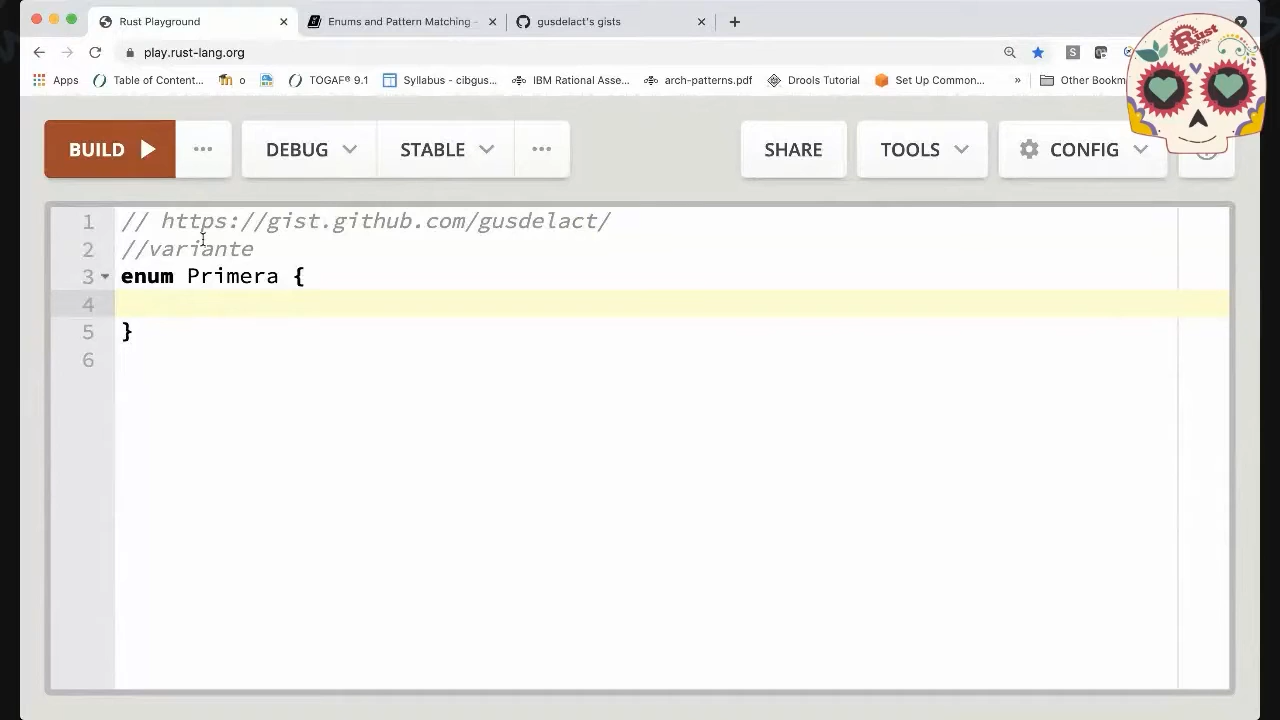 Rust Playground
Enums and Pattern Matching -
gusdelact's gists
play.rust-lang.org
S
Apps
Table of Content...
o
TOGAF® 9.1
Syllabus - cibgus...
IBM Rational Asse...
arch-patterns.pdf
Drools Tutorial
Set Up Common...
»
Other Bookm
Rust
BUILD
...
DEBUG
STABLE
...
SHARE
TOOLS
CONFIG
1 // https://gist.github.com/gusdelact/
2 //variante
3 enum Primera {
4
5 }
6